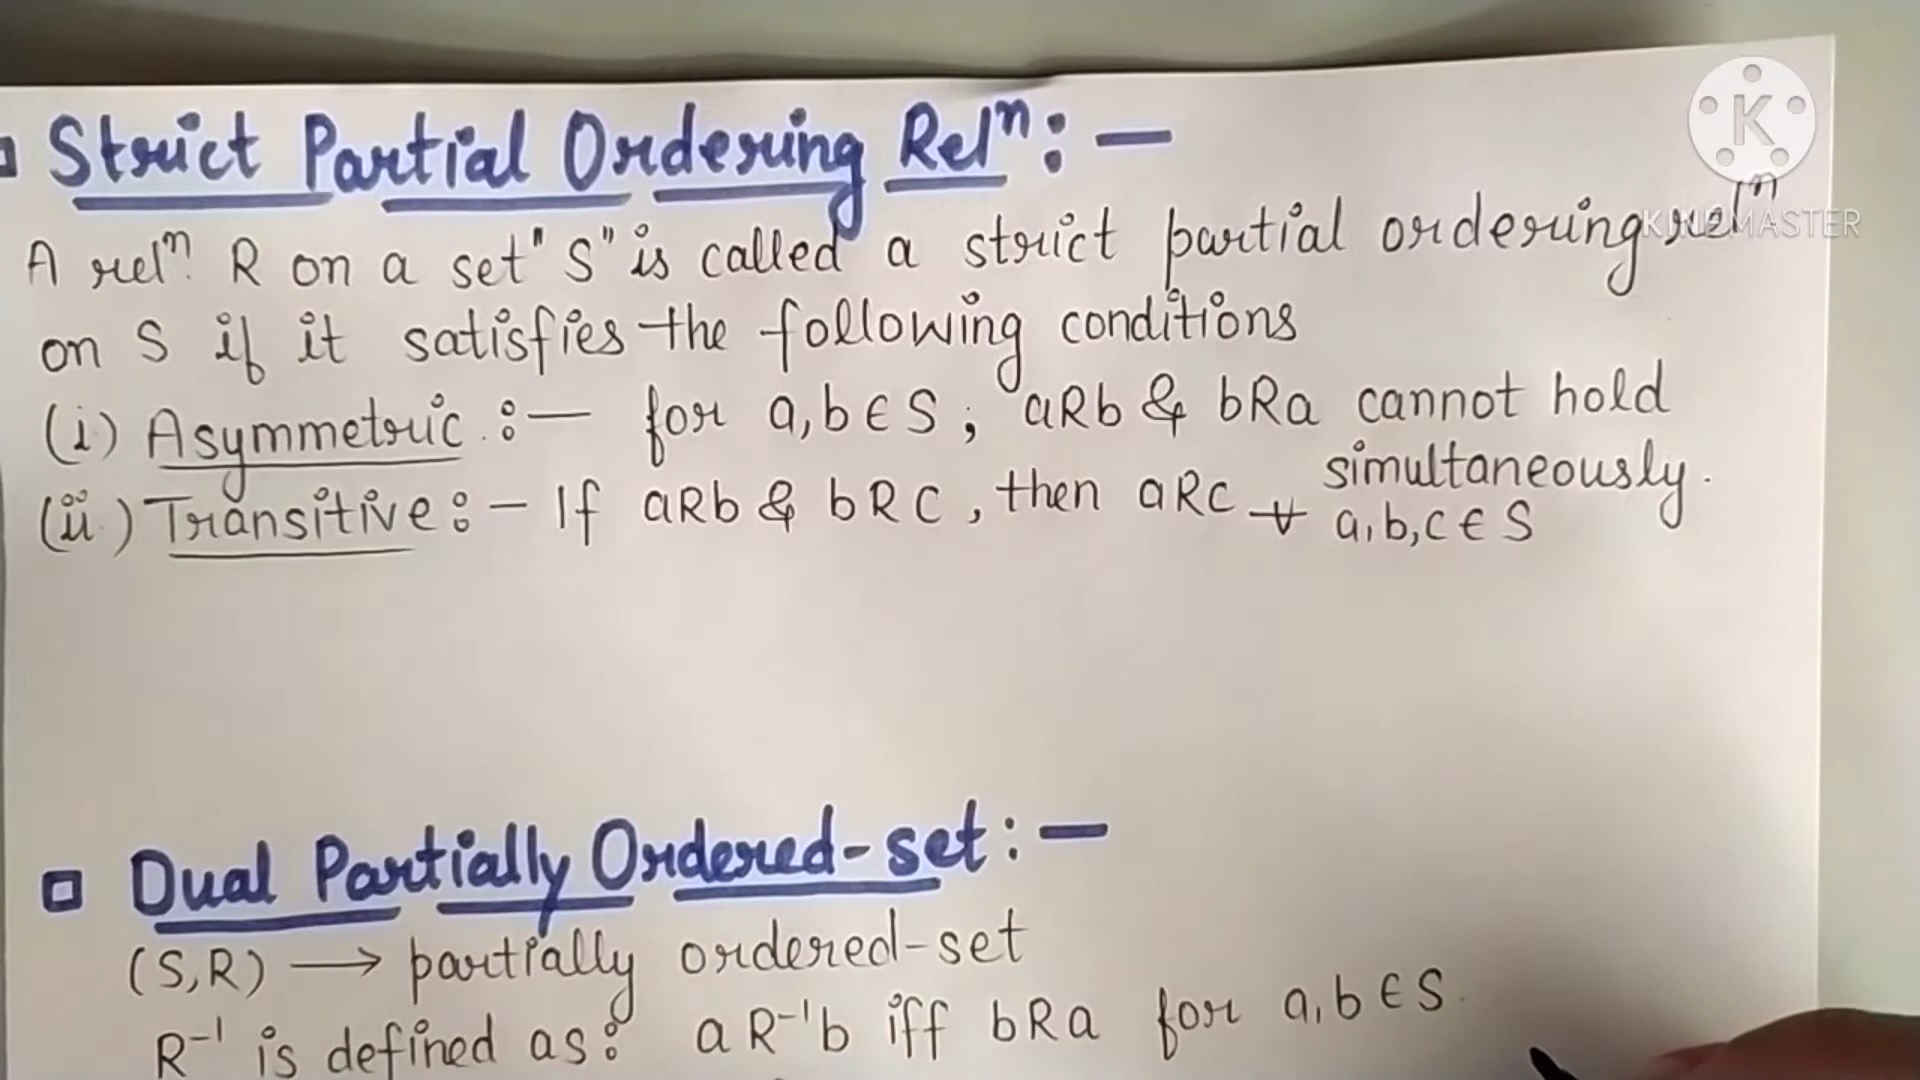 Strict Partial Ordering Relⁿ : —
A relⁿ. R on a set "S" is called a strict partial ordering relⁿ
on S if it satisfies the following conditions
(i) Asymmetric :— for a,b ∈ S ; aRb & bRa cannot hold
simultaneously.
(ii) Transitive :— If aRb & bRC , then aRC ∀ a,b,c ∈ S
Dual Partially Ordered-set : —
(S,R) ⟶ partially ordered-set
R⁻¹ is defined as : a R⁻¹ b iff bRa for a,b ∈ S.
K
KINEMASTER